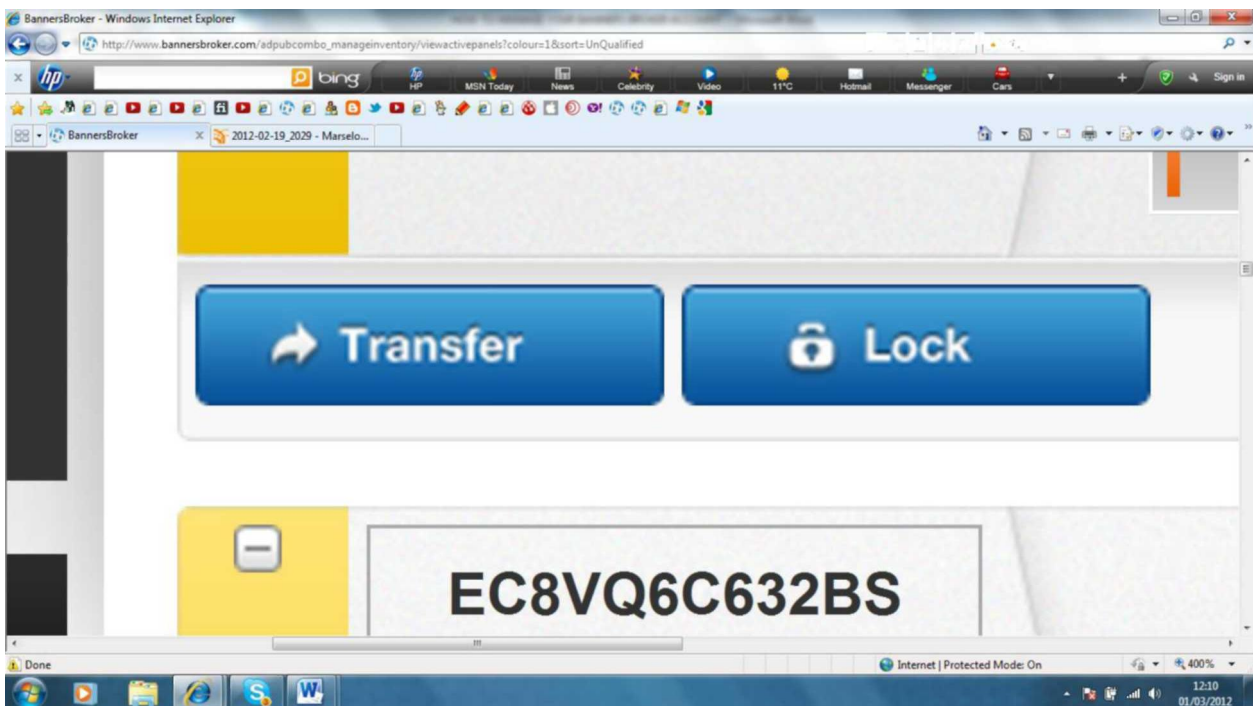 BannersBroker - Windows Internet Explorer
http://www.bannersbroker.com/adpubcombo_manageinventory/viewactivepanels?colour=1&sort=UnQualified
hp
bing
HP
MSN Today
News
Celebrity
Video
11°C
Hotmail
Messenger
Cars
Sign in
BannersBroker
2012-02-19_2029 - Marselo...
Transfer
Lock
EC8VQ6C632BS
Done
Internet | Protected Mode: On
400%
12:10
01/03/2012